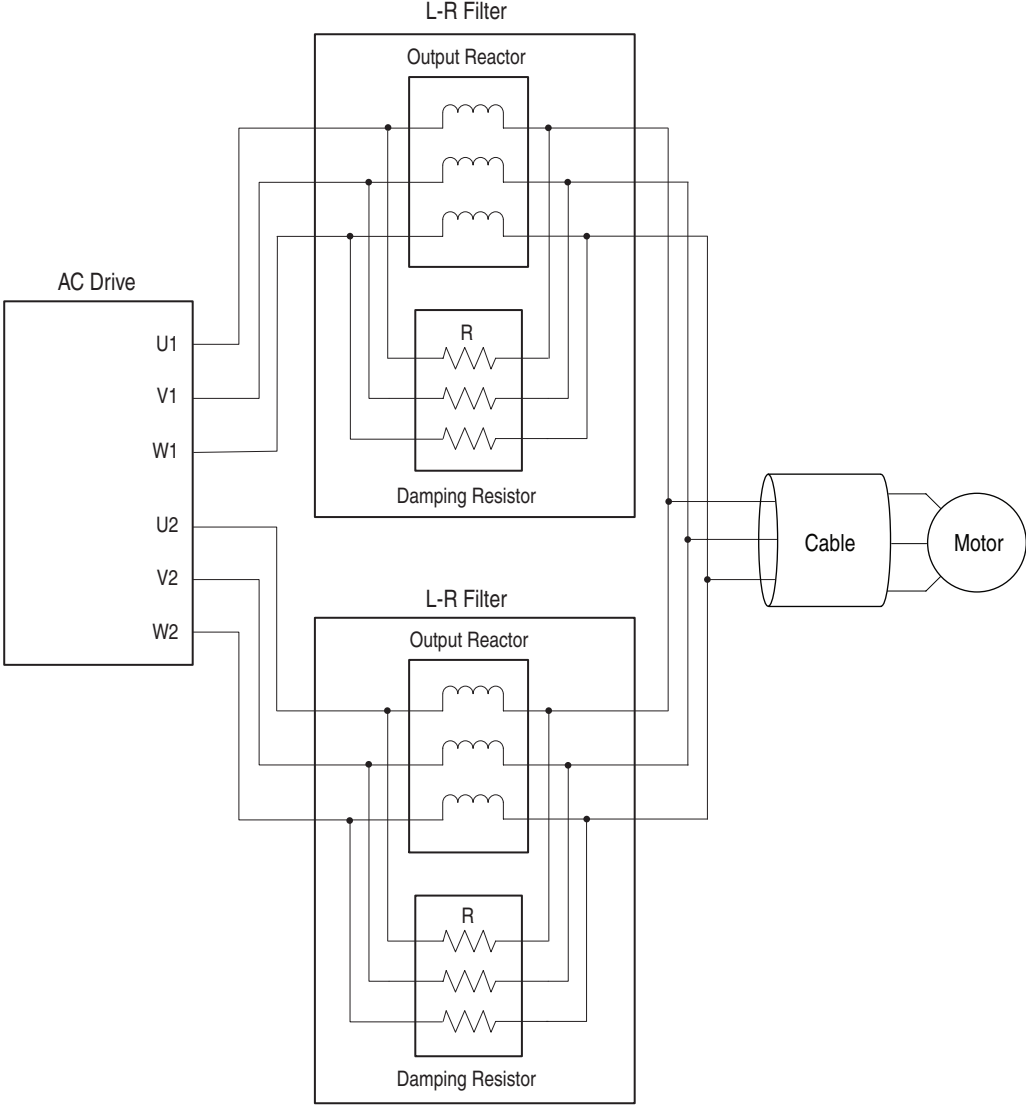 L-R Filter
Output Reactor
R
Damping Resistor
AC Drive
U1
V1
W1
U2
V2
W2
Cable
Motor
L-R Filter
Output Reactor
R
Damping Resistor